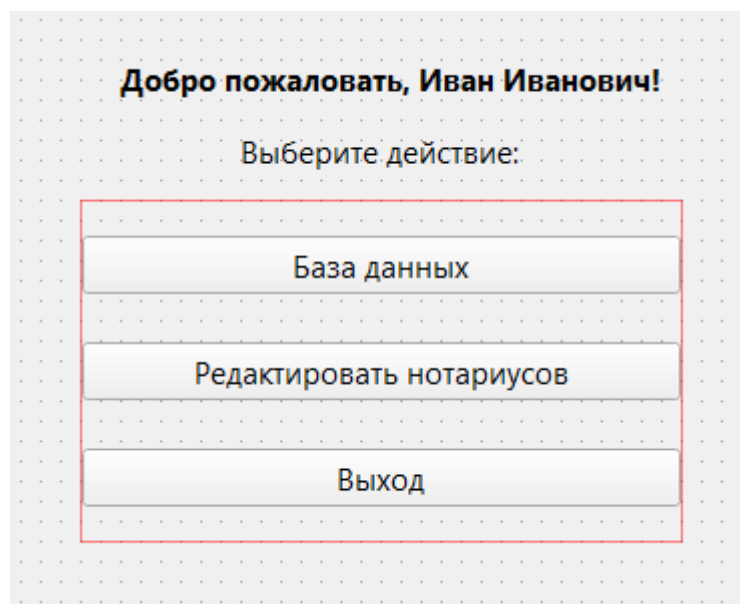 Добро пожаловать, Иван Иванович!
Выберите действие:
База данных
Редактировать нотариусов
Выход